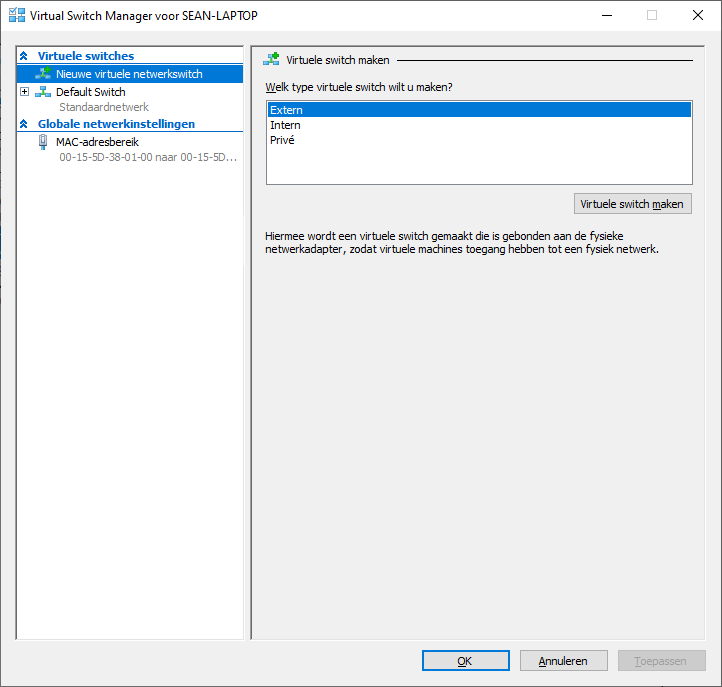 Virtual Switch Manager voor SEAN-LAPTOP
Virtuele switches
Nieuwe virtuele netwerkswitch
Default Switch
Standaardnetwerk
Globale netwerkinstellingen
MAC-adresbereik
00-15-5D-38-01-00 naar 00-15-5D...
Virtuele switch maken
Welk type virtuele switch wilt u maken?
Extern
Intern
Privé
Virtuele switch maken
Hiermee wordt een virtuele switch gemaakt die is gebonden aan de fysieke
netwerkadapter, zodat virtuele machines toegang hebben tot een fysiek netwerk.
OK
Annuleren
Toepassen